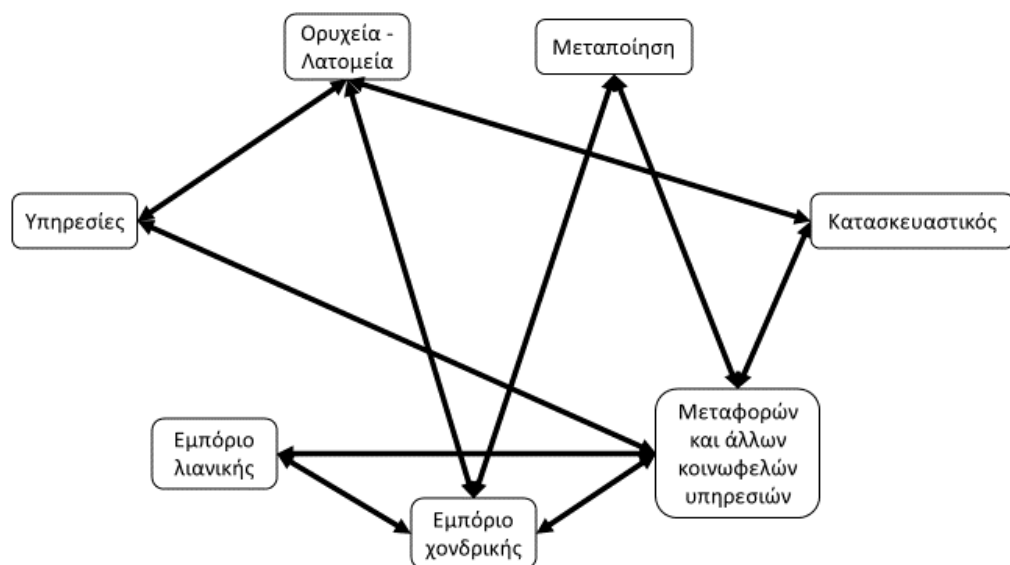 Ορυχεία -
Λατομεία
Μεταποίηση
Υπηρεσίες
Κατασκευαστικός
Εμπόριο
λιανικής
Μεταφορών
και άλλων
κοινωφελών
υπηρεσιών
Εμπόριο
χονδρικής